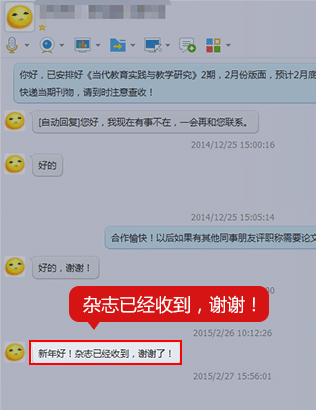 你好，已安排好《当代教育实践与教学研究》2期，2月份版面，预计2月底
快递当期刊物，请到时注意查收！
[自动回复]您好，我现在有事不在，一会再和您联系。
2014/12/25 15:00:16
好的
2014/12/25 15:05:14
合作愉快！以后如果有其他同事朋友评职称需要论文
好的，谢谢！
杂志已经收到，谢谢！
2015/2/26 10:12:26
新年好！杂志已经收到，谢谢了！
2015/2/27 15:56:01